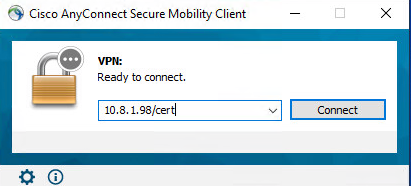 Cisco AnyConnect Secure Mobility Client
VPN:
Ready to connect.
10.8.1.98/cert
Connect